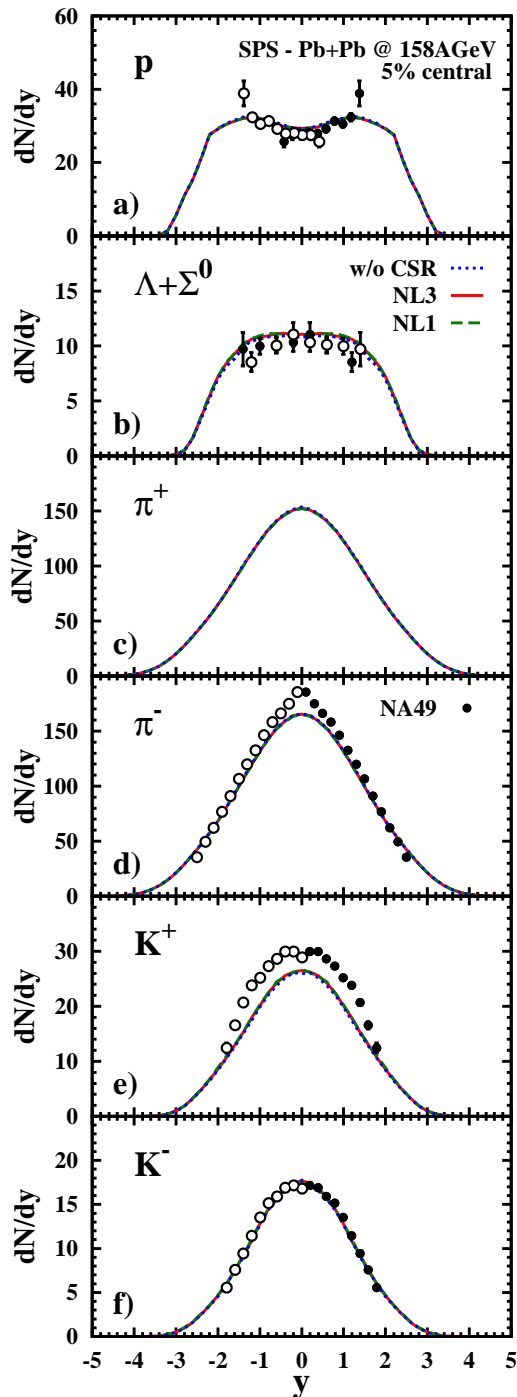 p
SPS - Pb+Pb @ 158AGeV
5% central
dN/dy
60
40
20
0
a)
Λ+Σ⁰
w/o CSR
NL3
NL1
dN/dy
15
10
5
0
b)
π⁺
dN/dy
150
100
50
0
c)
π⁻
NA49
dN/dy
150
100
50
0
d)
K⁺
dN/dy
30
20
10
0
e)
K⁻
dN/dy
20
15
10
5
0
f)
-5 -4 -3 -2 -1 0 1 2 3 4 5
y